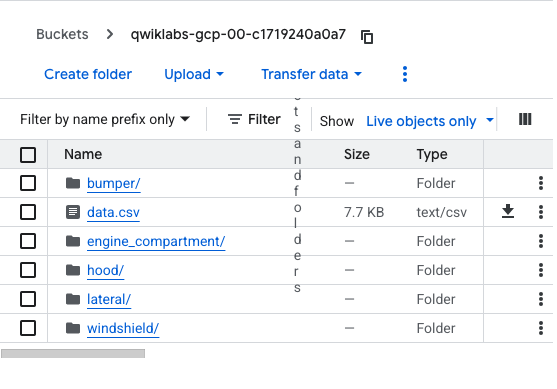 Buckets > qwiklabs-gcp-00-c1719240a0a7
Create folder Upload Transfer data
Filter by name prefix only Filter Show Live objects only
tsandfolders
Name Size Type
bumper/ — Folder
data.csv 7.7 KB text/csv
engine_compartment/ — Folder
hood/ — Folder
lateral/ — Folder
windshield/ — Folder